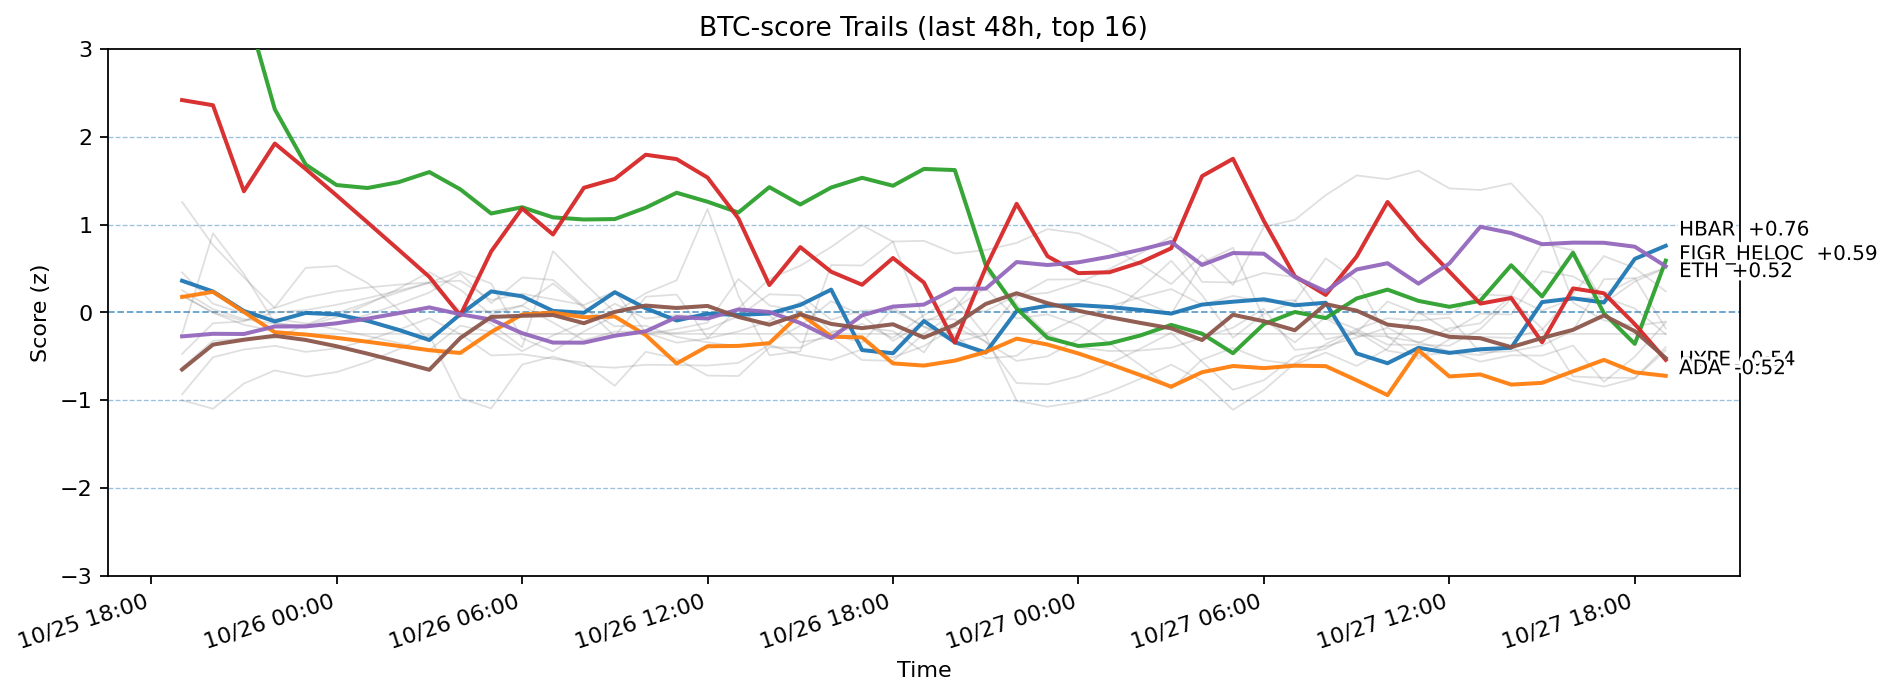 BTC-score Trails (last 48h, top 16)
Score (z)
3
2
1
0
−1
−2
−3
HBAR +0.76
FIGR_HELOC +0.59
ETH +0.52
ADA -0.52
10/25 18:00
10/26 00:00
10/26 06:00
10/26 12:00
10/26 18:00
10/27 00:00
10/27 06:00
10/27 12:00
10/27 18:00
Time